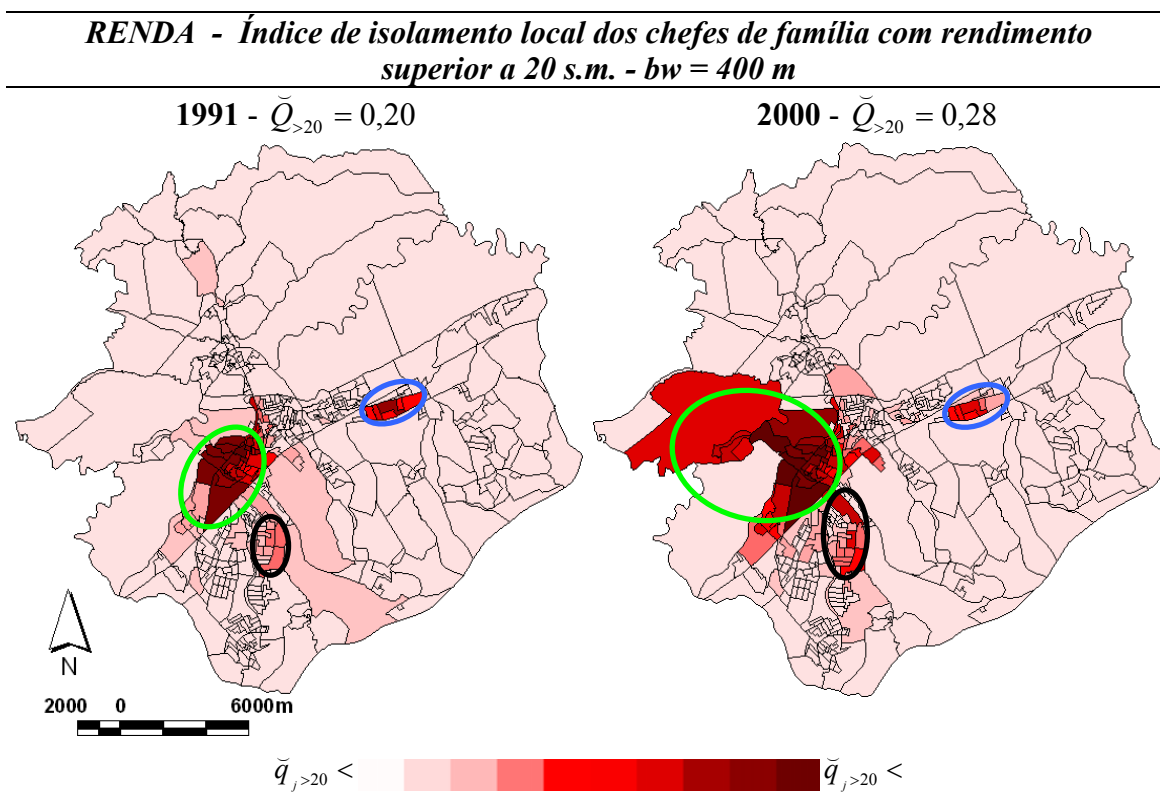 RENDA - Índice de isolamento local dos chefes de família com rendimento
superior a 20 s.m. - bw = 400 m
1991 - Q̆>20 = 0,20
2000 - Q̆>20 = 0,28
N
2000 0 6000m
q̆j>20 <
q̆j>20 <